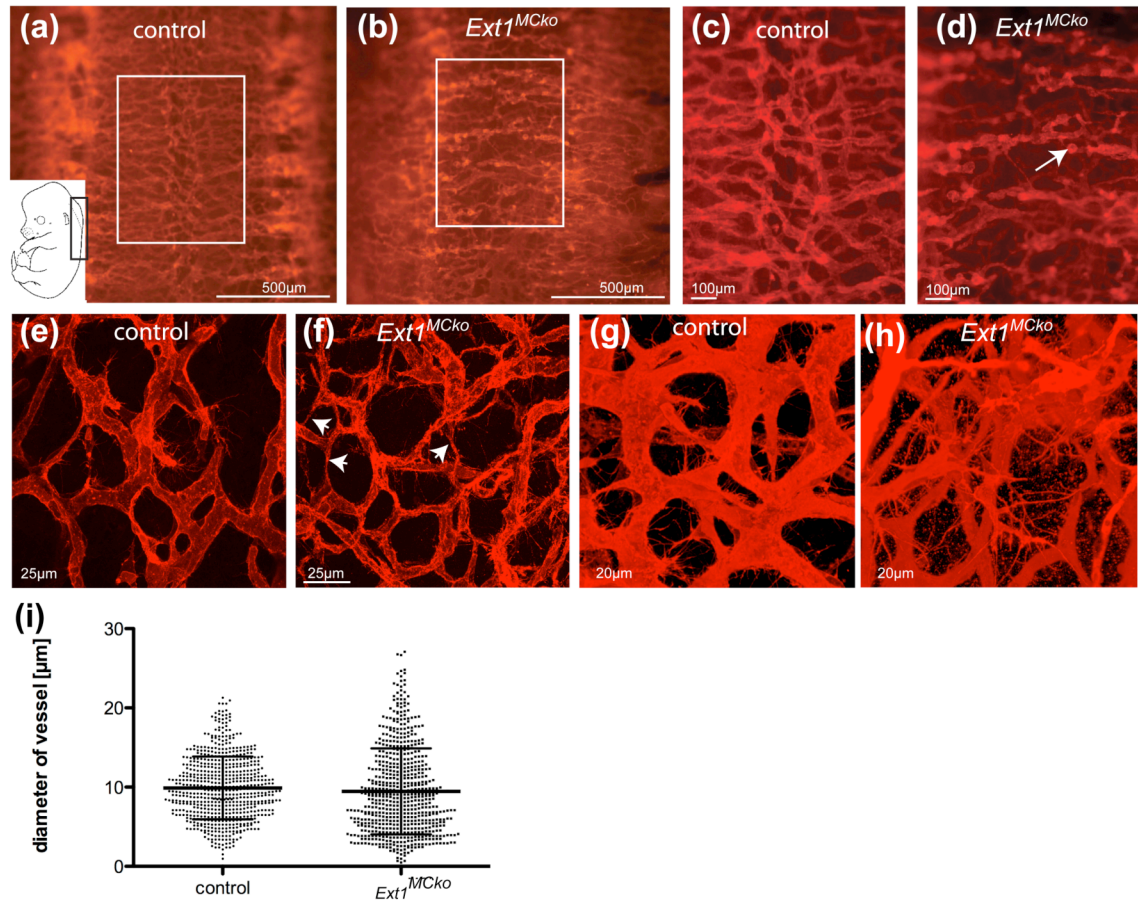 (a) control
500µm
(b) Ext1MCko
500µm
(c) control
100µm
(d) Ext1MCko
100µm
(e) control
25µm
(f) Ext1MCko
25µm
(g) control
20µm
(h) Ext1MCko
20µm
(i)
diameter of vessel [µm]
30
20
10
0
control
Ext1MCko